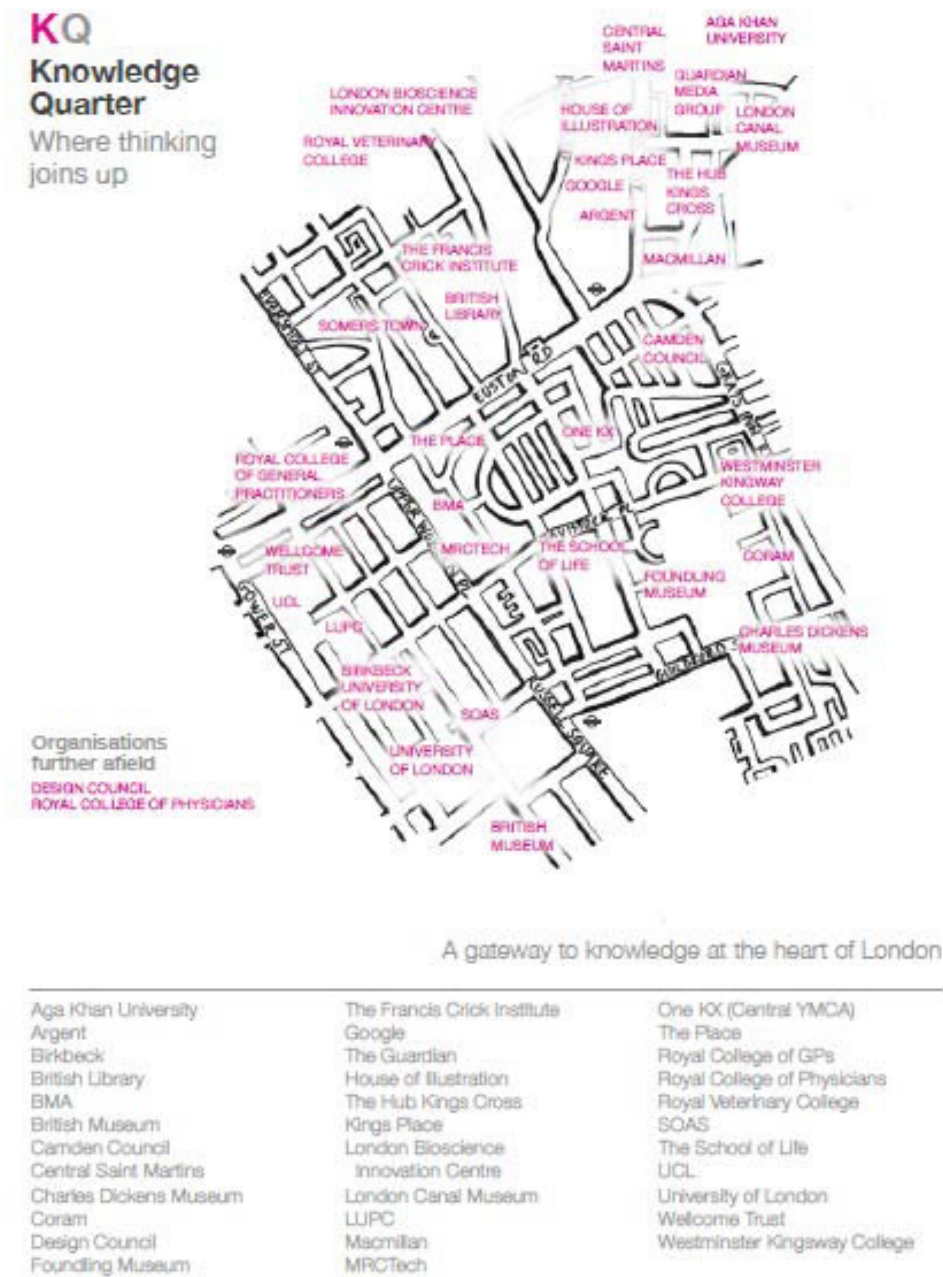 KQ
Knowledge
Quarter
Where thinking
joins up
CENTRAL
SAINT
MARTINS
AGA KHAN
UNIVERSITY
LONDON BIOSCIENCE
INNOVATION CENTRE
GUARDIAN
MEDIA
GROUP
HOUSE OF
ILLUSTRATION
LONDON
CANAL
MUSEUM
ROYAL VETERINARY
COLLEGE
KINGS PLACE
GOOGLE
THE HUB
KINGS
CROSS
ARGENT
MACMILLAN
THE FRANCIS
CRICK INSTITUTE
BRITISH
LIBRARY
SOMERS TOWN
CAMDEN
COUNCIL
EUSTON RD
THE PLACE
ONE KX
ROYAL COLLEGE
OF GENERAL
PRACTITIONERS
WESTMINSTER
KINGWAY
COLLEGE
BMA
UPPER
MRCTECH
THE SCHOOL
OF LIFE
WELLCOME
TRUST
CORAM
FOUNDLING
MUSEUM
UCL
GOWER ST
LUPC
CHARLES DICKENS
MUSEUM
GUILDFORD
BIRKBECK
UNIVERSITY
OF LONDON
SOAS
SQUARE
UNIVERSITY
OF LONDON
BRITISH
MUSEUM
Organisations
further afield
DESIGN COUNCIL
ROYAL COLLEGE OF PHYSICIANS
A gateway to knowledge at the heart of London
Aga Khan University
Argent
Birkbeck
British Library
BMA
British Museum
Camden Council
Central Saint Martins
Charles Dickens Museum
Coram
Design Council
Foundling Museum
The Francis Crick Institute
Google
The Guardian
House of Illustration
The Hub Kings Cross
Kings Place
London Bioscience
Innovation Centre
London Canal Museum
LUPC
Macmillan
MRCTech
One KX (Central YMCA)
The Place
Royal College of GPs
Royal College of Physicians
Royal Veterinary College
SOAS
The School of Life
UCL
University of London
Wellcome Trust
Westminster Kingsway College